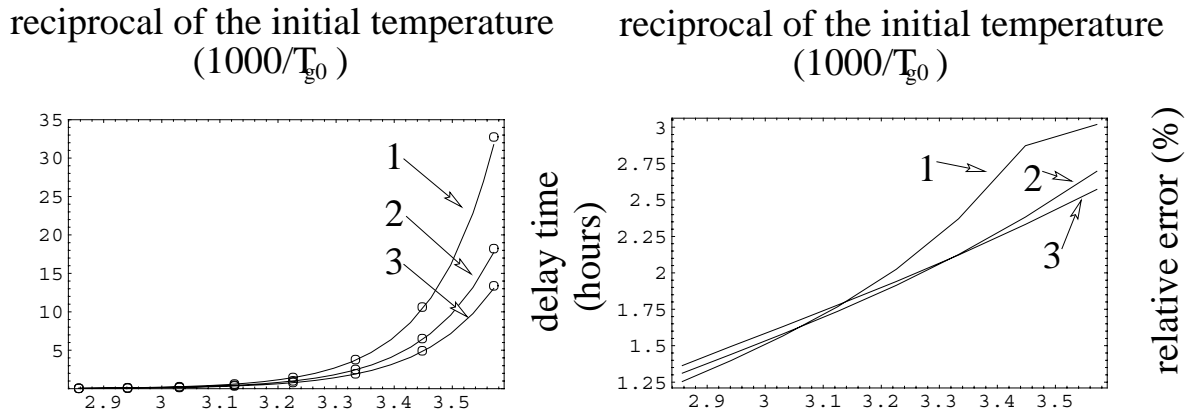 reciprocal of the initial temperature
(1000/Tg0 )
35
30
25
20
15
10
5
2.9 3 3.1 3.2 3.3 3.4 3.5
1
2
3
delay time
(hours)
reciprocal of the initial temperature
(1000/Tg0 )
3
2.75
2.5
2.25
2
1.75
1.5
1.25
2.9 3 3.1 3.2 3.3 3.4 3.5
1
2
3
relative error (%)